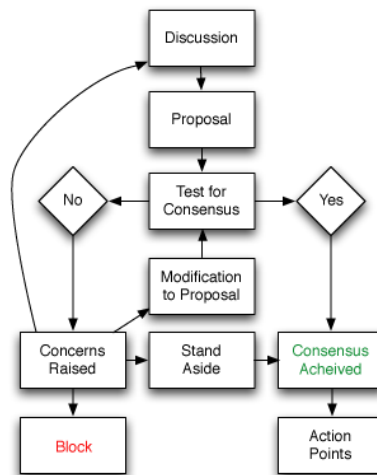 Discussion
Proposal
No
Test for
Consensus
Yes
Modification
to Proposal
Concerns
Raised
Stand
Aside
Consensus
Acheived
Block
Action
Points